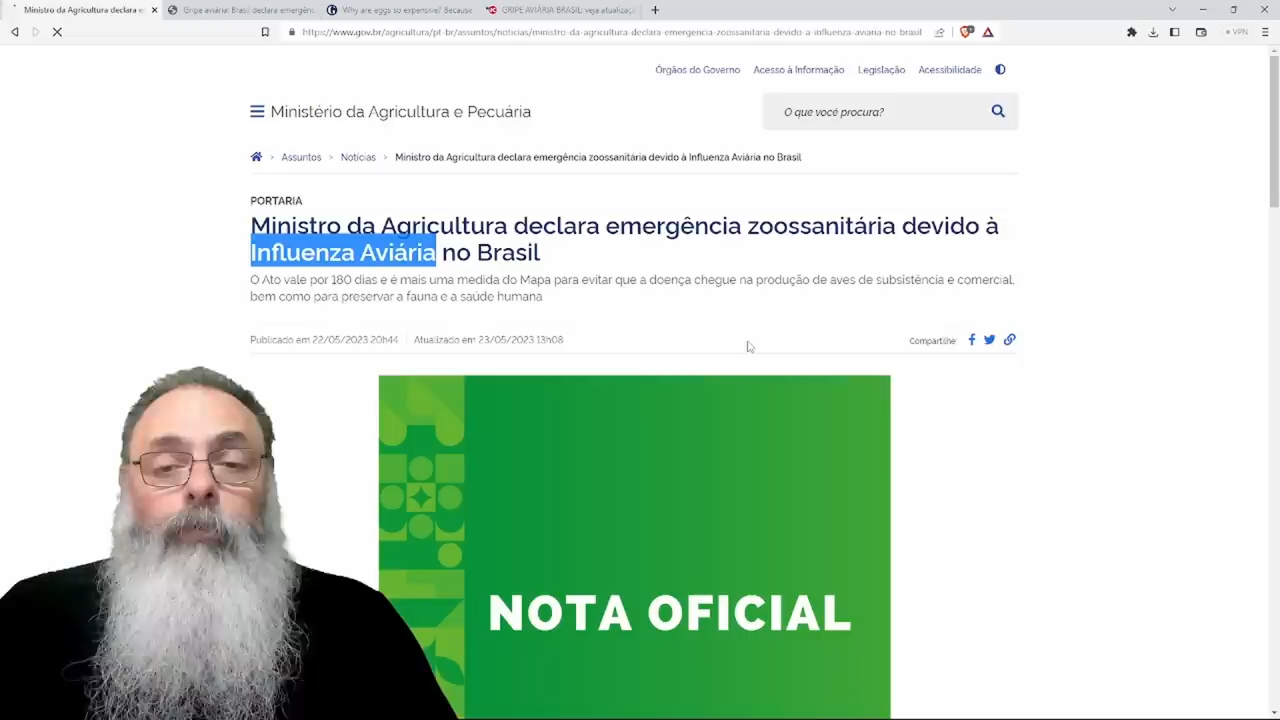 Ministro da Agricultura declara e
Gripe aviária: Brasil declara emergênc
Why are eggs so expensive? Because
GRIPE AVIÁRIA BRASIL: veja atualizaçõ
https://www.gov.br/agricultura/pt-br/assuntos/noticias/ministro-da-agricultura-declara-emergencia-zoossanitaria-devido-a-influenza-aviaria-no-brasil
VPN
Órgãos do Governo Acesso à Informação Legislação Acessibilidade
Ministério da Agricultura e Pecuária
O que você procura?
Assuntos > Notícias > Ministro da Agricultura declara emergência zoossanitária devido à Influenza Aviária no Brasil
PORTARIA
Ministro da Agricultura declara emergência zoossanitária devido à
Influenza Aviária no Brasil
O Ato vale por 180 dias e é mais uma medida do Mapa para evitar que a doença chegue na produção de aves de subsistência e comercial,
bem como para preservar a fauna e a saúde humana
Publicado em 22/05/2023 20h44 Atualizado em 23/05/2023 13h08
Compartilhe
NOTA OFICIAL